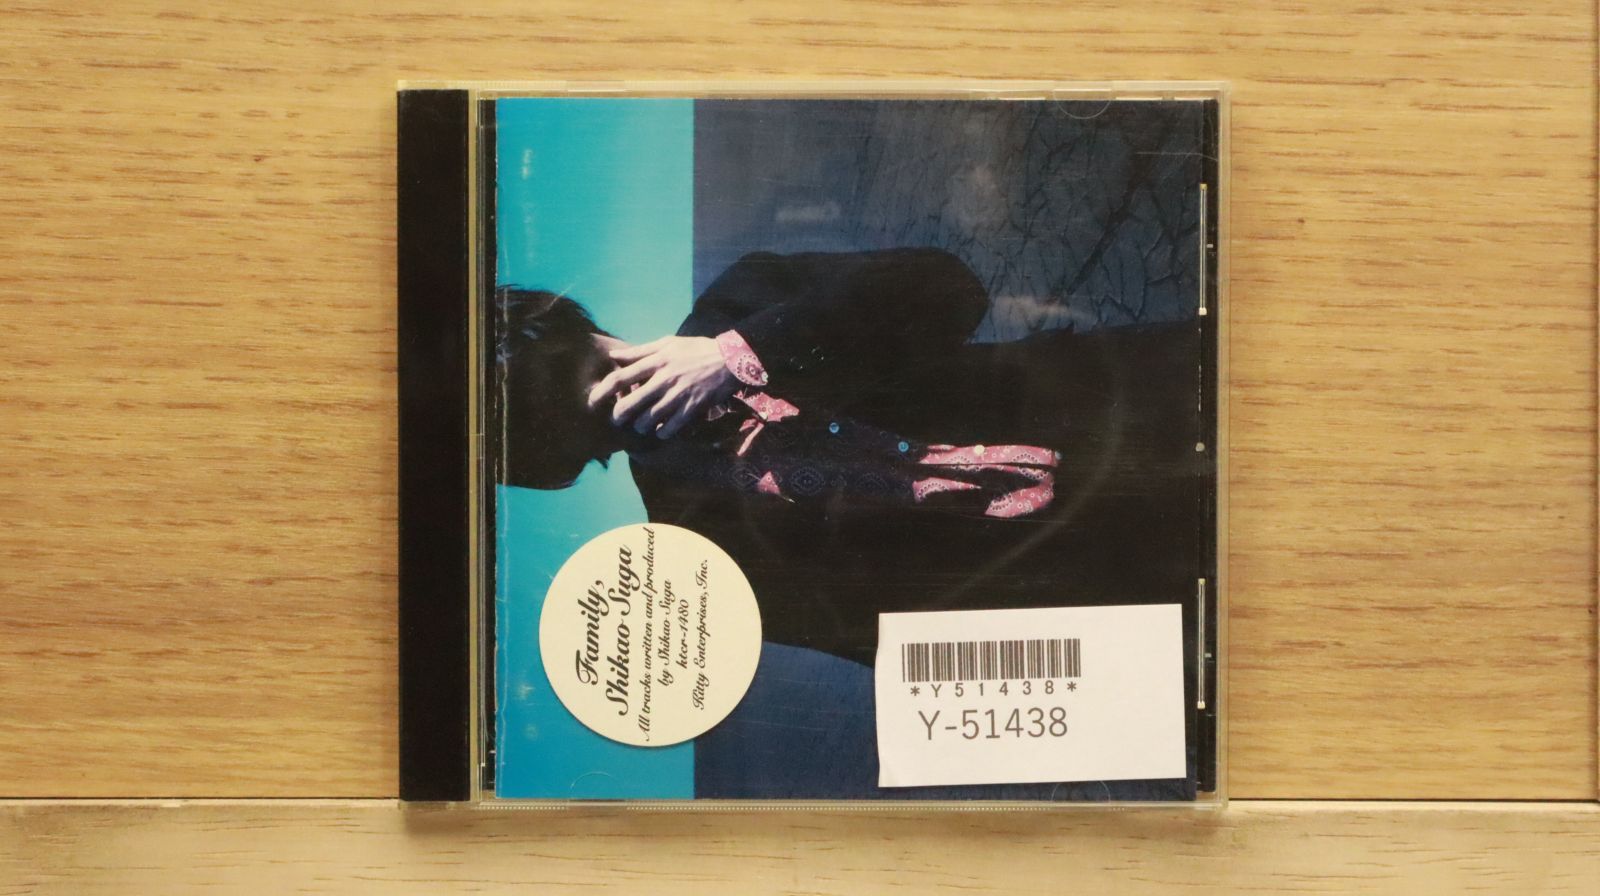 Family,
Shikao Suga
All tracks written and produced
by Shikao Suga
ktcr-1480
Kitty Enterprises, Inc.
*Y51438*
Y-51438